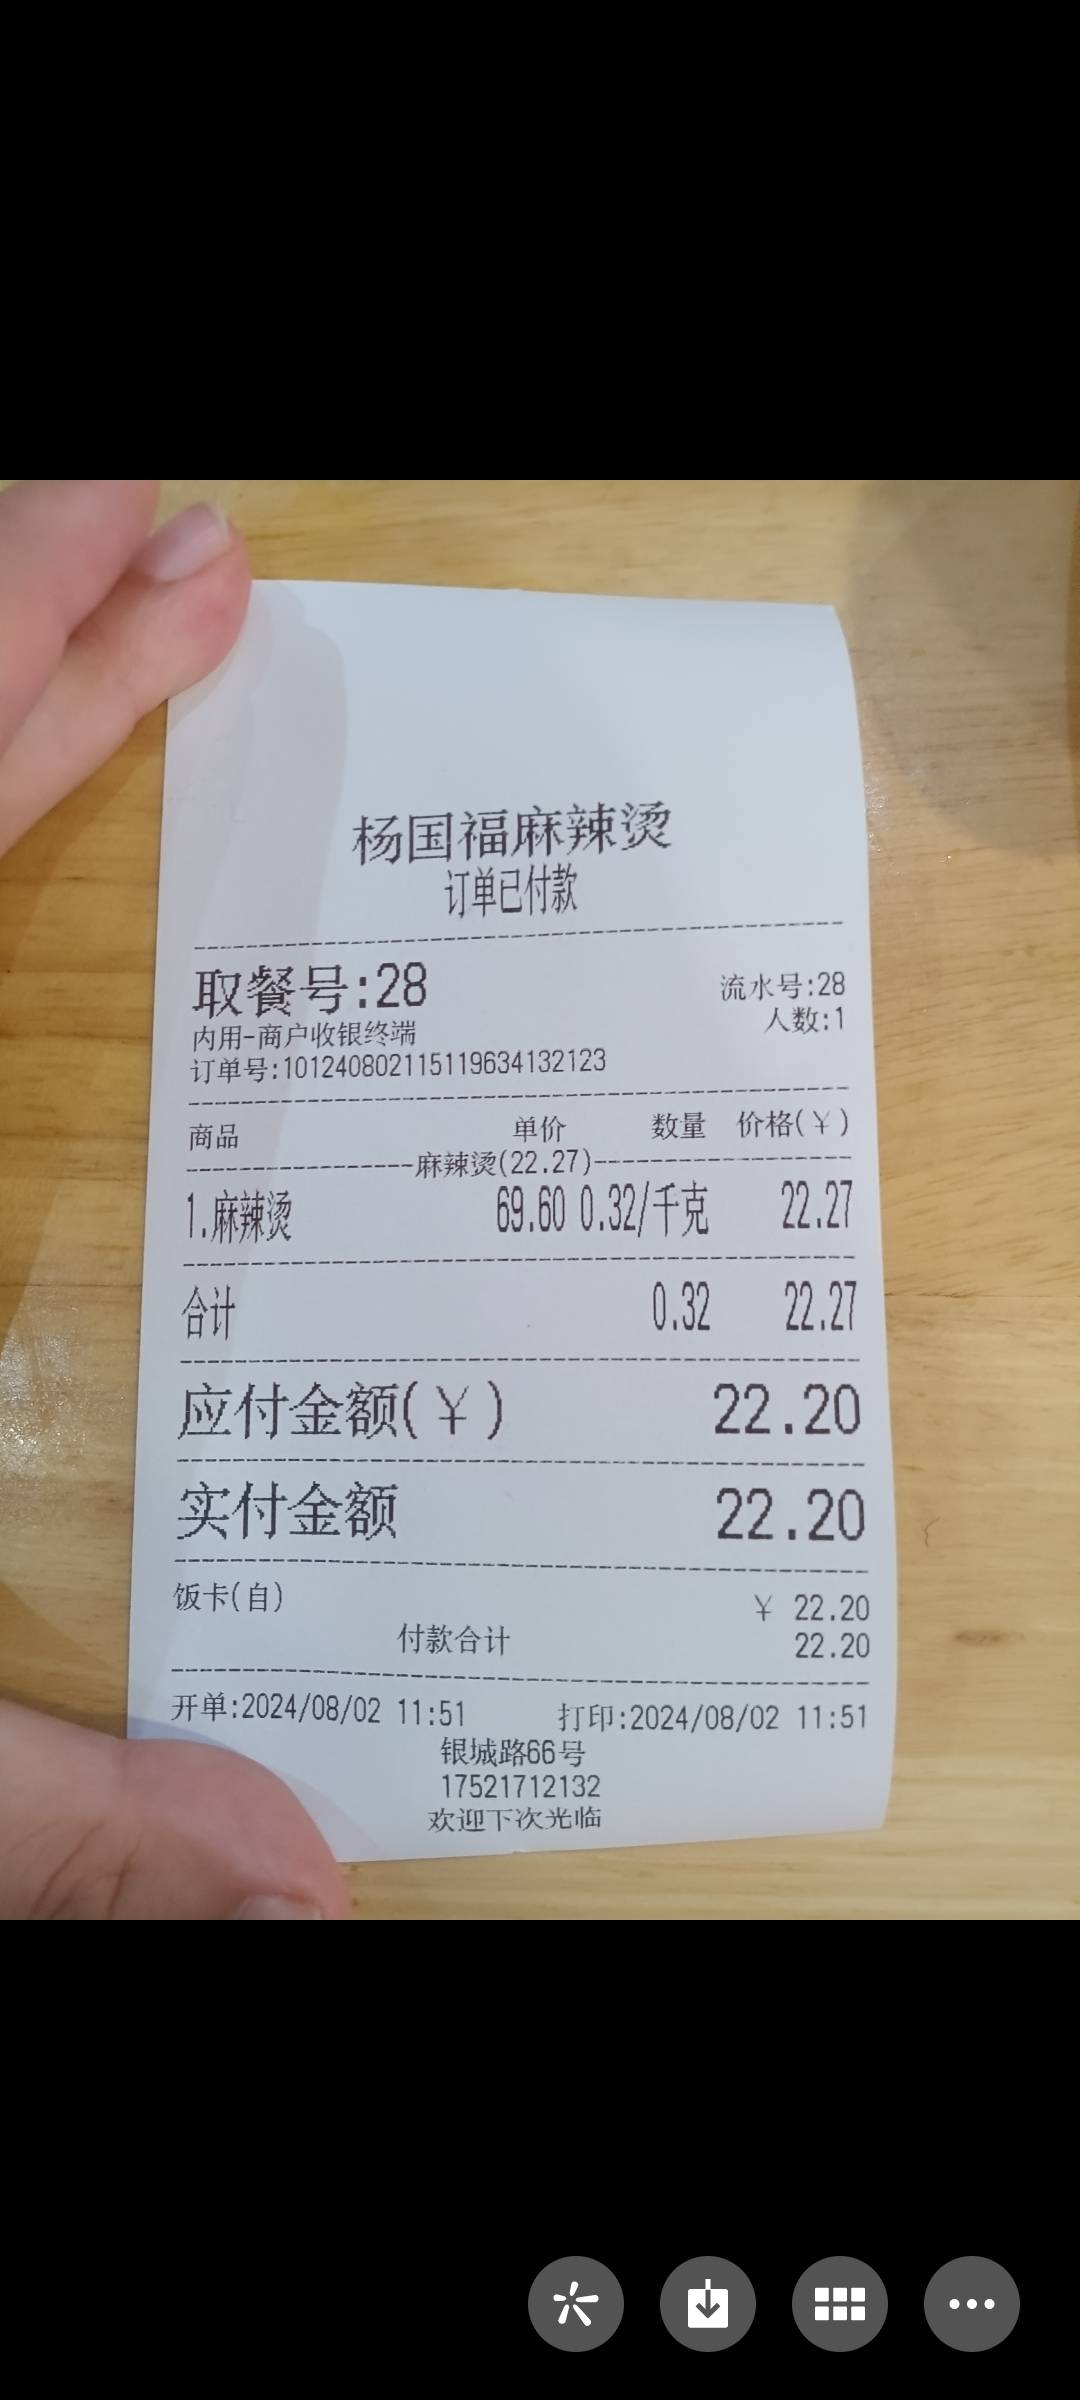 杨国福麻辣烫
订单已付款
取餐号:28
流水号:28
内用-商户收银终端
人数:1
订单号:101240802115119634132123
商品 单价 数量 价格(￥)
麻辣烫(22.27)
1.麻辣烫 69.60 0.32/千克 22.27
合计 0.32 22.27
应付金额(￥) 22.20
实付金额 22.20
饭卡(自) ￥ 22.20
付款合计 22.20
开单:2024/08/02 11:51 打印:2024/08/02 11:51
银城路66号
17521712132
欢迎下次光临